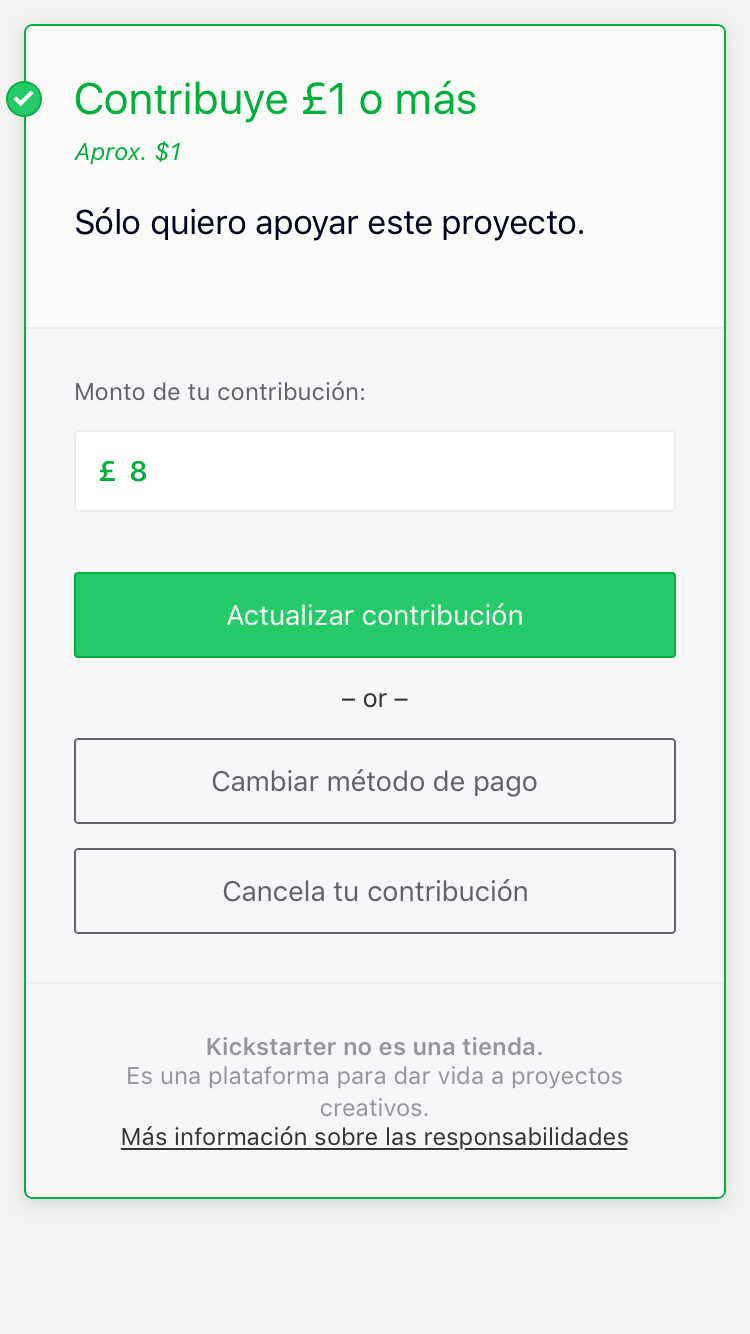 Contribuye £1 o más
Aprox. $1
Sólo quiero apoyar este proyecto.
Monto de tu contribución:
£ 8
Actualizar contribución
– or –
Cambiar método de pago
Cancela tu contribución
Kickstarter no es una tienda.
Es una plataforma para dar vida a proyectos
creativos.
Más información sobre las responsabilidades